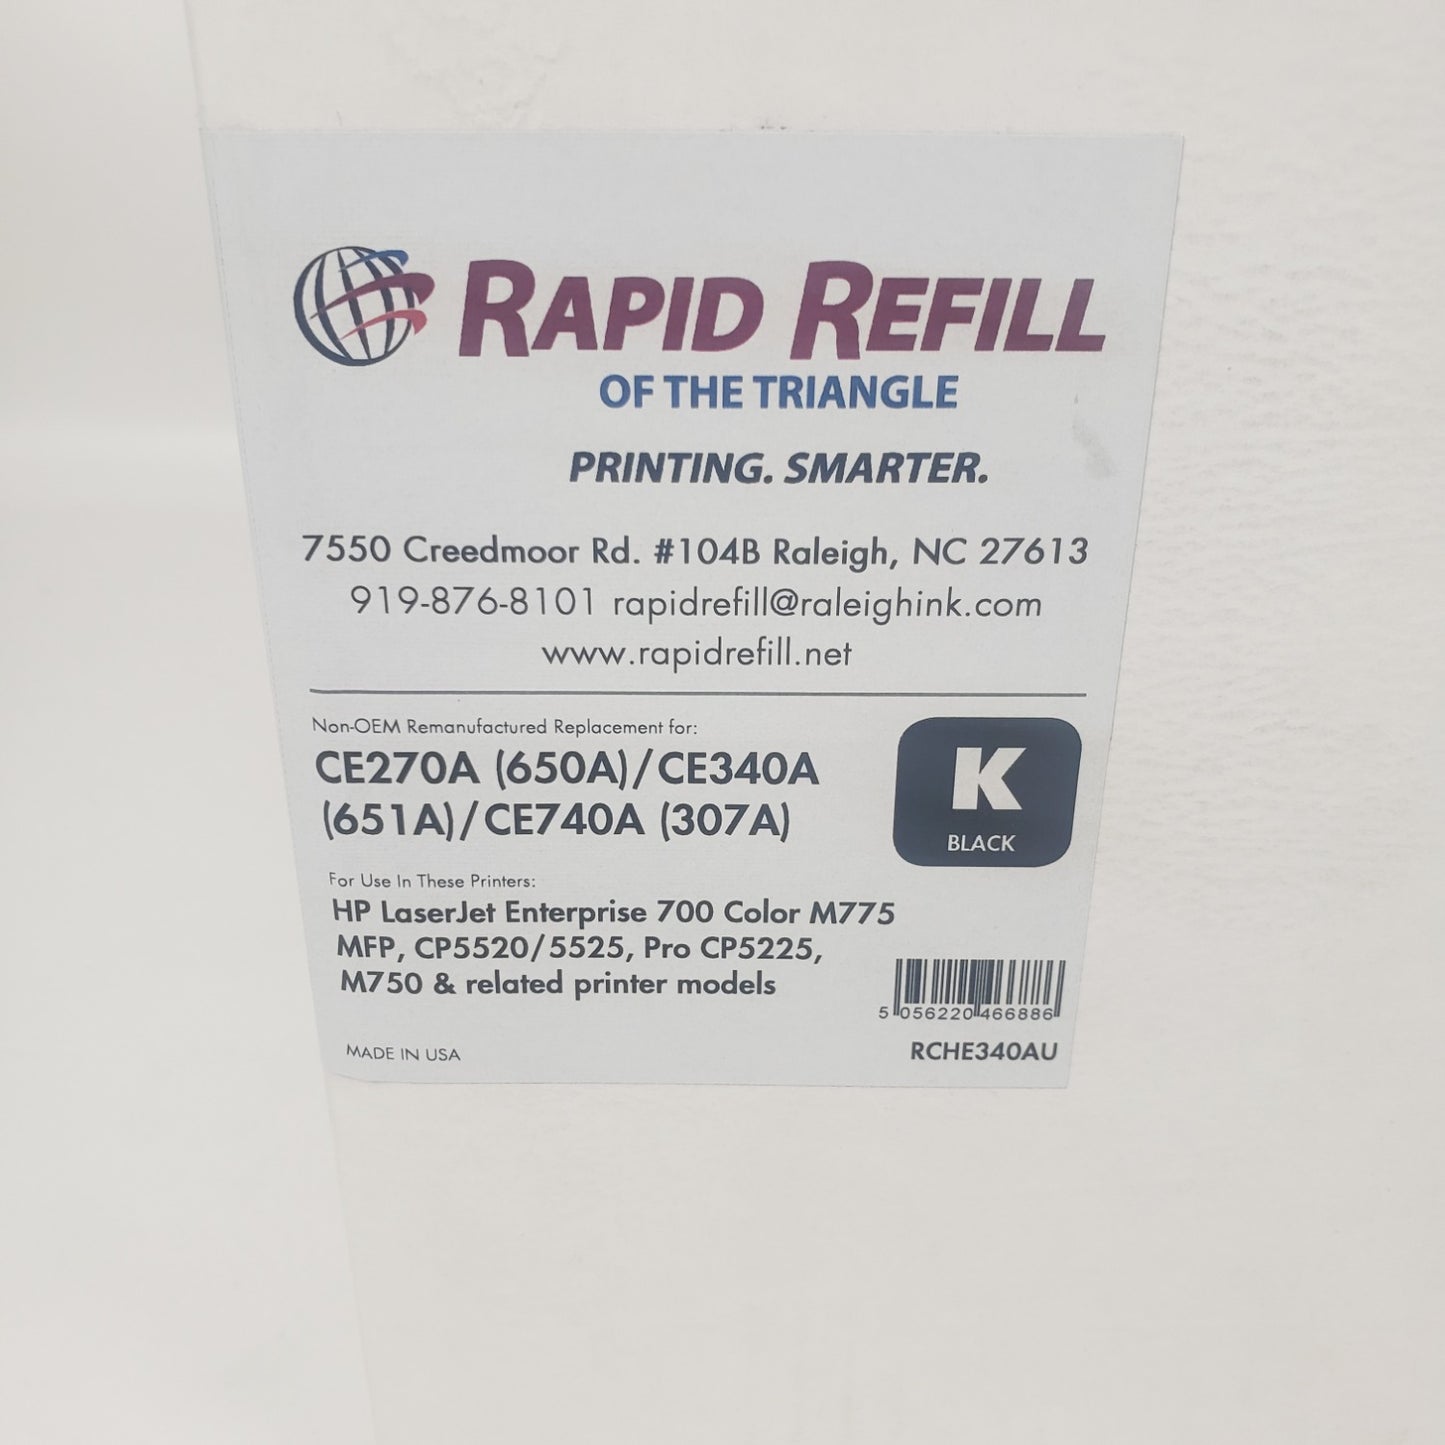 RAPID REFILL
OF THE TRIANGLE
PRINTING. SMARTER.
7550 Creedmoor Rd. #104B Raleigh, NC 27613
919-876-8101 rapidrefill@raleighink.com
www.rapidrefill.net
Non-OEM Remanufactured Replacement for:
CE270A (650A)/CE340A
(651A)/CE740A (307A)
K
BLACK
For Use In These Printers:
HP LaserJet Enterprise 700 Color M775
MFP, CP5520/5525, Pro CP5225,
M750 & related printer models
5 056220 466886
MADE IN USA
RCHE340AU